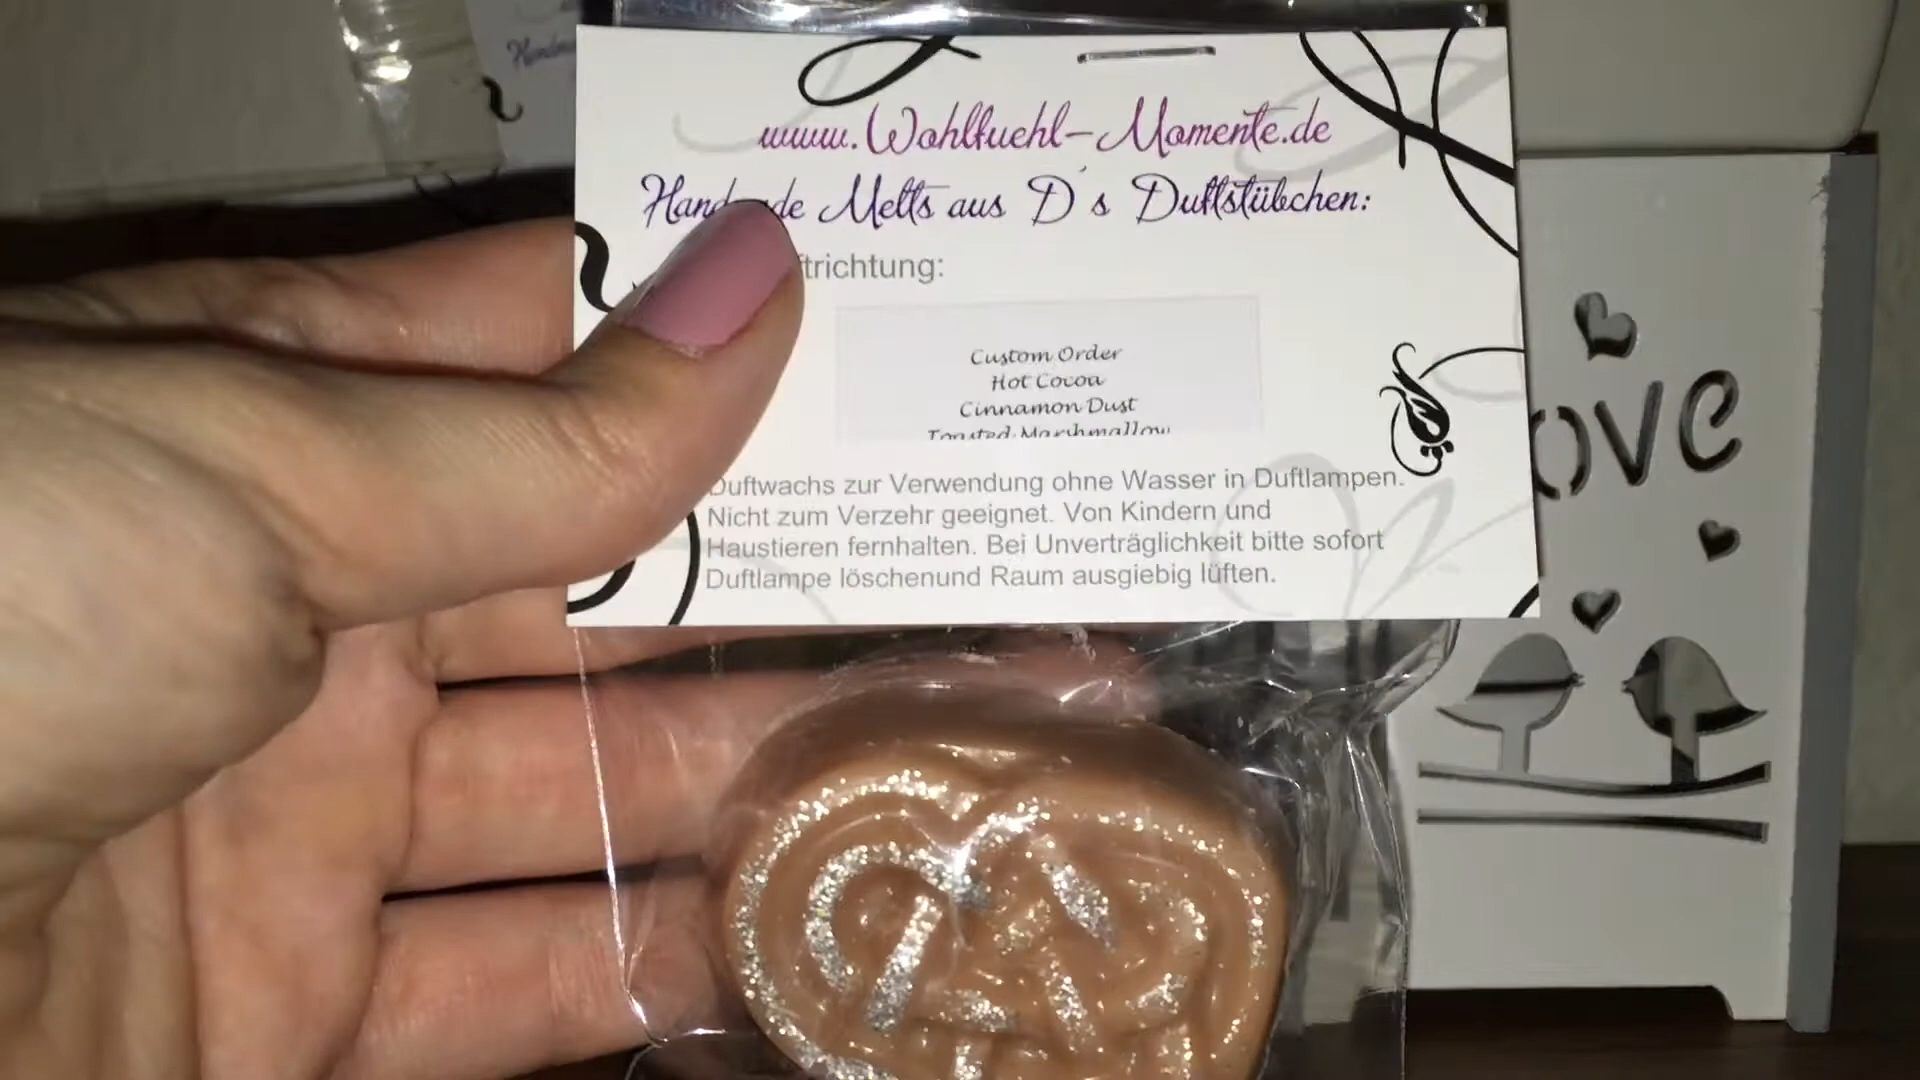 www.Wohlfuehl-Momente.de
Melts aus D´s Duftstübchen:
Custom Order
Hot Cocoa
Cinnamon Dust
Toasted Marshmallow
Duftwachs zur Verwendung ohne Wasser in Duftlampen.
Nicht zum Verzehr geeignet. Von Kindern und
Haustieren fernhalten. Bei Unverträglichkeit bitte sofort
Duftlampe löschenund Raum ausgiebig lüften.